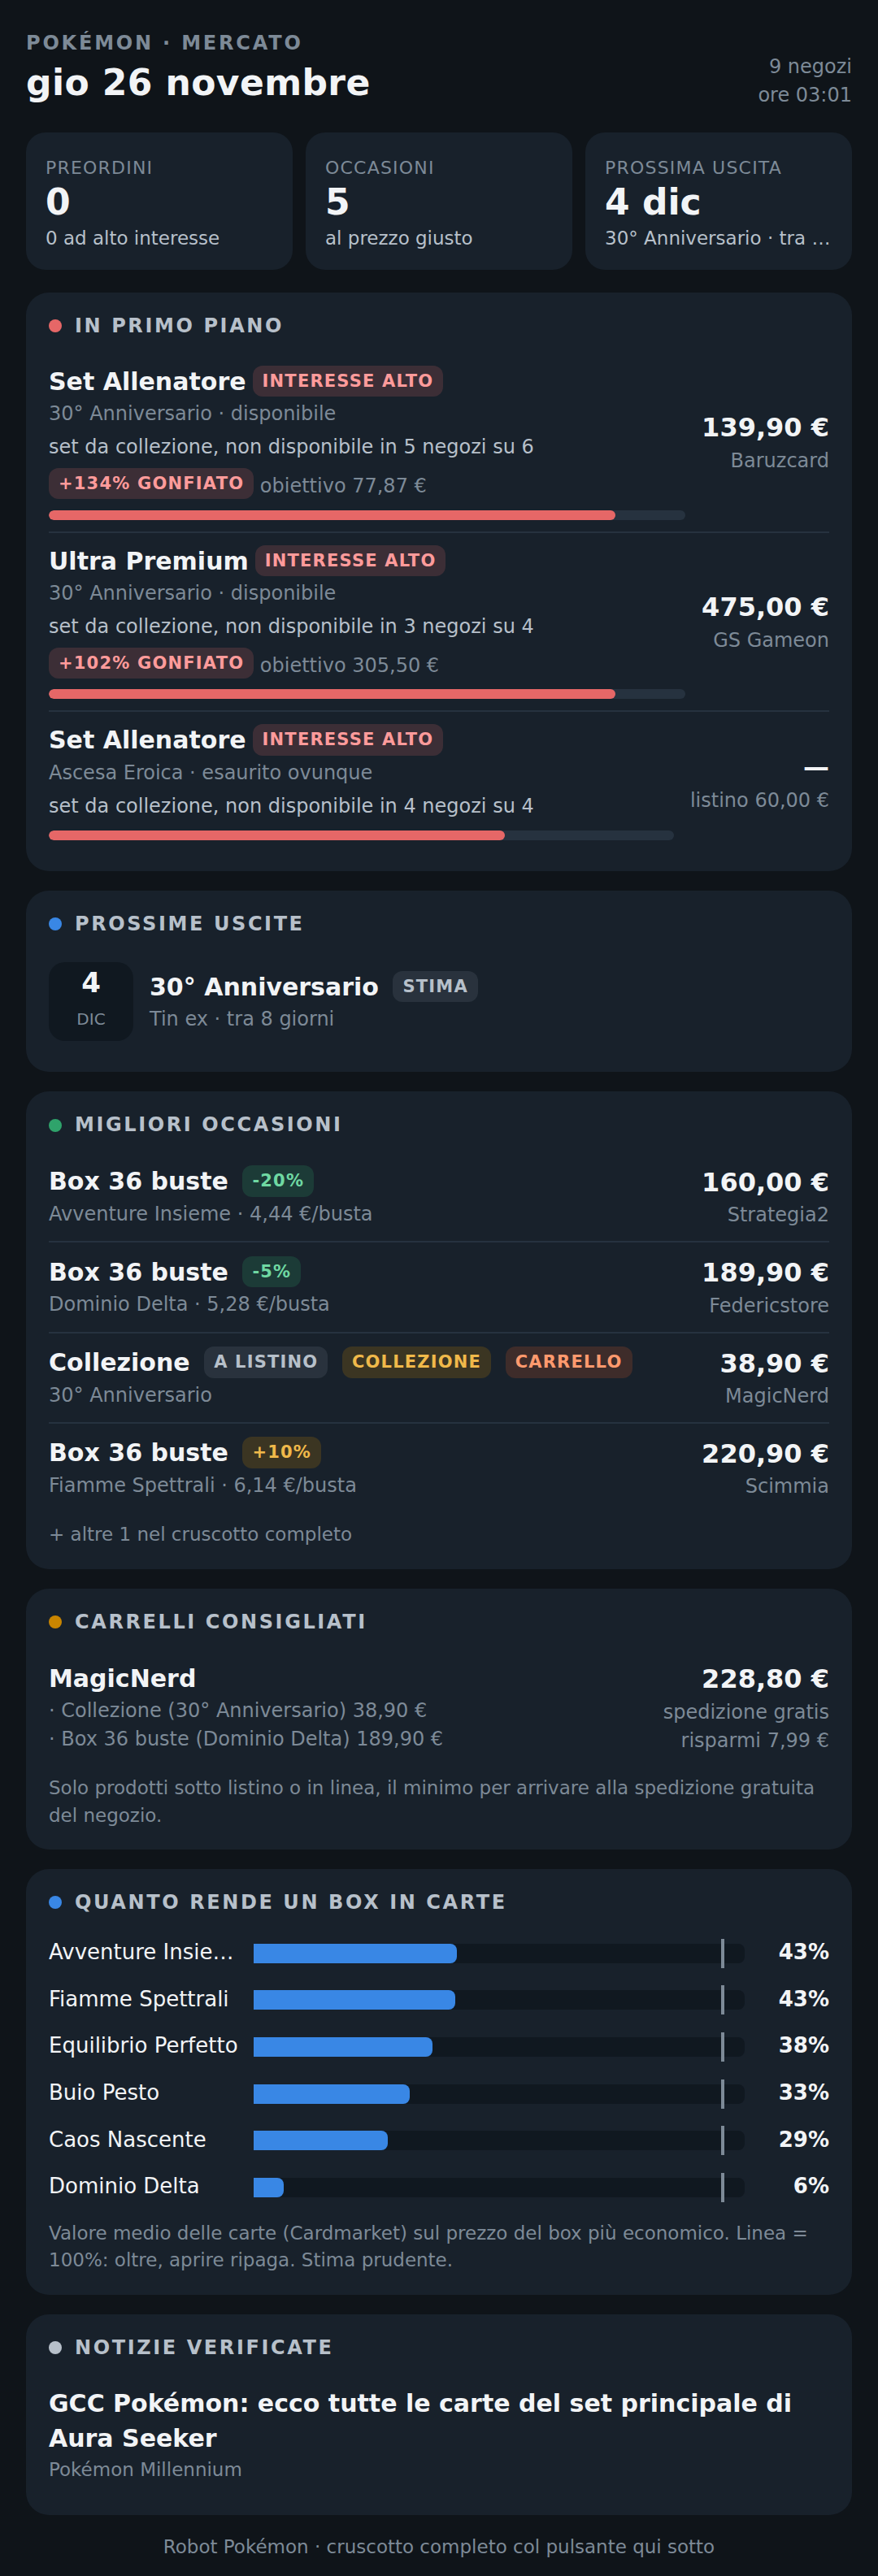 POKÉMON · MERCATO
gio 26 novembre
9 negozi
ore 03:01
PREORDINI
0
0 ad alto interesse
OCCASIONI
5
al prezzo giusto
PROSSIMA USCITA
4 dic
30° Anniversario · tra …
IN PRIMO PIANO
Set Allenatore INTERESSE ALTO
30° Anniversario · disponibile
139,90 €
set da collezione, non disponibile in 5 negozi su 6
Baruzcard
+134% GONFIATO obiettivo 77,87 €
Ultra Premium INTERESSE ALTO
30° Anniversario · disponibile
475,00 €
set da collezione, non disponibile in 3 negozi su 4
GS Gameon
+102% GONFIATO obiettivo 305,50 €
Set Allenatore INTERESSE ALTO
Ascesa Eroica · esaurito ovunque
—
set da collezione, non disponibile in 4 negozi su 4
listino 60,00 €
PROSSIME USCITE
4
DIC
30° Anniversario STIMA
Tin ex · tra 8 giorni
MIGLIORI OCCASIONI
Box 36 buste -20% 160,00 €
Avventure Insieme · 4,44 €/busta Strategia2
Box 36 buste -5% 189,90 €
Dominio Delta · 5,28 €/busta Federicstore
Collezione A LISTINO COLLEZIONE CARRELLO 38,90 €
30° Anniversario MagicNerd
Box 36 buste +10% 220,90 €
Fiamme Spettrali · 6,14 €/busta Scimmia
+ altre 1 nel cruscotto completo
CARRELLI CONSIGLIATI
MagicNerd 228,80 €
· Collezione (30° Anniversario) 38,90 € spedizione gratis
· Box 36 buste (Dominio Delta) 189,90 € risparmi 7,99 €
Solo prodotti sotto listino o in linea, il minimo per arrivare alla spedizione gratuita
del negozio.
QUANTO RENDE UN BOX IN CARTE
Avventure Insie… 43%
Fiamme Spettrali 43%
Equilibrio Perfetto 38%
Buio Pesto 33%
Caos Nascente 29%
Dominio Delta 6%
Valore medio delle carte (Cardmarket) sul prezzo del box più economico. Linea =
100%: oltre, aprire ripaga. Stima prudente.
NOTIZIE VERIFICATE
GCC Pokémon: ecco tutte le carte del set principale di
Aura Seeker
Pokémon Millennium
Robot Pokémon · cruscotto completo col pulsante qui sotto